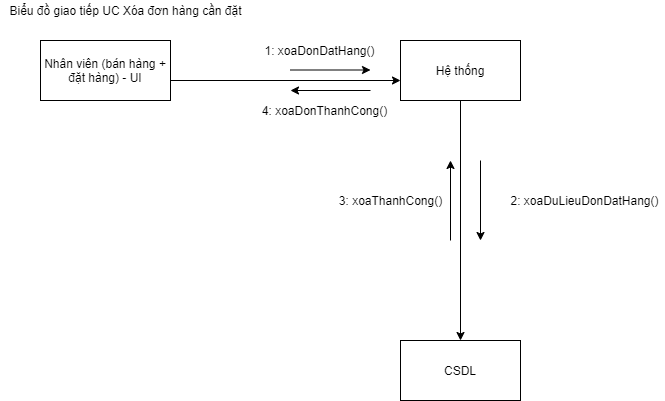 Biểu đồ giao tiếp UC Xóa đơn hàng cần đặt
1: xoaDonDatHang()
Nhân viên (bán hàng +
đặt hàng) - UI
Hệ thống
4: xoaDonThanhCong()
3: xoaThanhCong()
2: xoaDuLieuDonDatHang()
CSDL